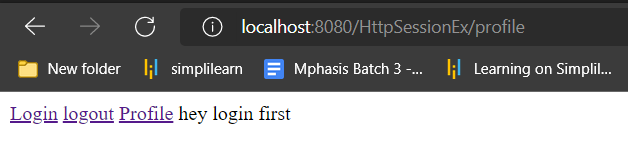 localhost:8080/HttpSessionEx/profile
New folder simplilearn Mphasis Batch 3 -... Learning on Simplil...
Login logout Profile hey login first